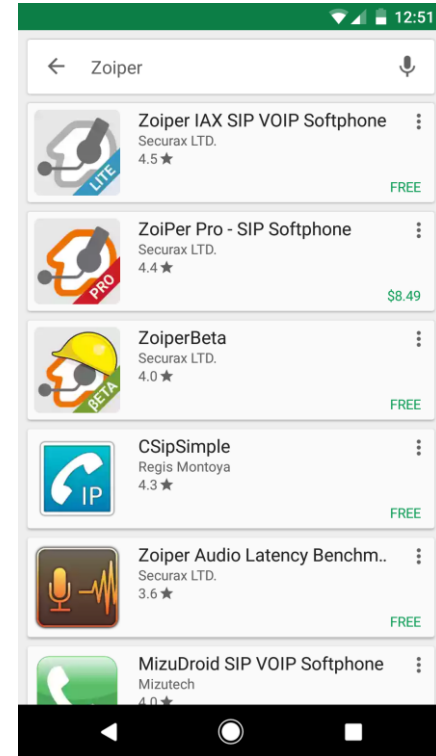 12:51
Zoiper
Zoiper IAX SIP VOIP Softphone
Securax LTD.
4.5★
LITE
FREE
ZoiPer Pro - SIP Softphone
Securax LTD.
4.4★
PRO
$8.49
ZoiperBeta
Securax LTD.
4.0★
BETA
FREE
CSipSimple
Regis Montoya
4.3★
IP
FREE
Zoiper Audio Latency Benchm..
Securax LTD.
3.6★
FREE
MizuDroid SIP VOIP Softphone
Mizutech
4.0★